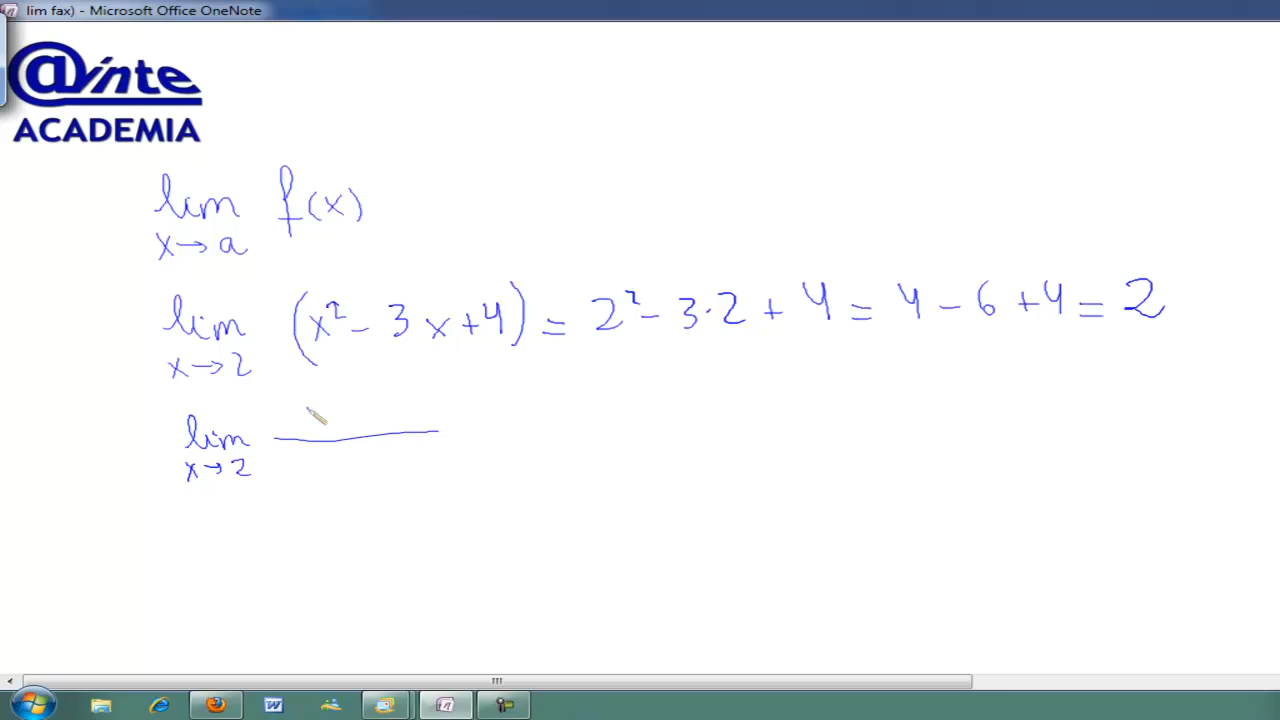 lim fax) - Microsoft Office OneNote
@inte
ACADEMIA
lim f(x)
x→a
lim (x² - 3x+4) = 2² - 3·2 + 4 = 4 - 6 + 4 = 2
x→2
lim
x→2